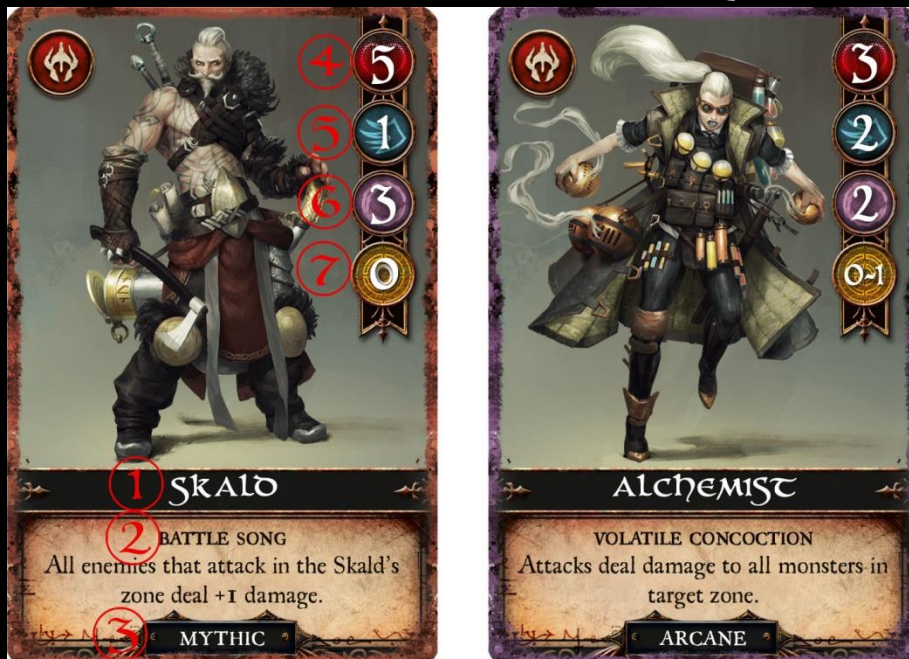 4 5
5 1
6 3
7 0
1 SKALD
2 BATTLE SONG
All enemies that attack in the Skald's
zone deal +1 damage.
3 MYTHIC
3
2
2
0~1
ALCHEMIST
VOLATILE CONCOCTION
Attacks deal damage to all monsters in
target zone.
ARCANE